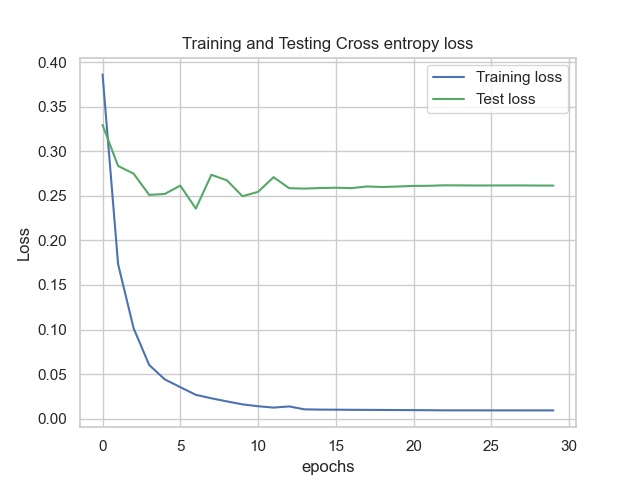 Training and Testing Cross entropy loss
Training loss
Test loss
0.40
0.35
0.30
0.25
0.20
0.15
0.10
0.05
0.00
Loss
0 5 10 15 20 25 30
epochs